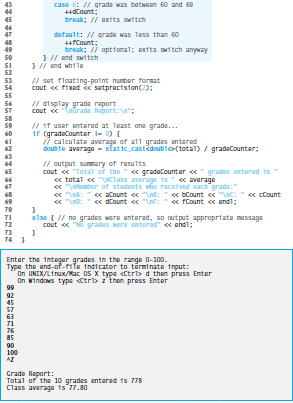 43 case 6: // grade was between 60 and 69
44 ++dCount;
45 break; // exits switch
46
47 default: // grade was less than 60
48 ++fCount;
49 break; // optional; exits switch anyway
50 } // end switch
51 } // end while
52
53 // set floating-point number format
54 cout << fixed << setprecision(2);
55
56 // display grade report
57 cout << "\nGrade Report:\n";
58
59 // if user entered at least one grade...
60 if (gradeCounter != 0) {
61 // calculate average of all grades entered
62 double average = static_cast<double>(total) / gradeCounter;
63
64 // output summary of results
65 cout << "Total of the " << gradeCounter << " grades entered is "
66 << total << "\nClass average is " << average
67 << "\nNumber of students who received each grade:"
68 << "\nA: " << aCount << "\nB: " << bCount << "\nC: " << cCount
69 << "\nD: " << dCount << "\nF: " << fCount << endl;
70 }
71 else { // no grades were entered, so output appropriate message
72 cout << "No grades were entered" << endl;
73 }
74 }
Enter the integer grades in the range 0-100.
Type the end-of-file indicator to terminate input:
On UNIX/Linux/Mac OS X type <Ctrl> d then press Enter
On Windows type <Ctrl> z then press Enter
99
92
45
57
63
71
76
85
90
100
^Z
Grade Report:
Total of the 10 grades entered is 778
Class average is 77.80